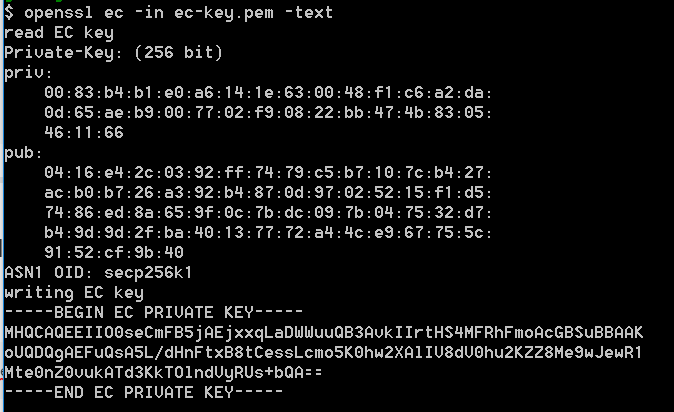 $ openssl ec -in ec-key.pem -text
read EC key
Private-Key: (256 bit)
priv:
    00:83:b4:b1:e0:a6:14:1e:63:00:48:f1:c6:a2:da:
    0d:65:ae:b9:00:77:02:f9:08:22:bb:47:4b:83:05:
    46:11:66
pub:
    04:16:e4:2c:03:92:ff:74:79:c5:b7:10:7c:b4:27:
    ac:b0:b7:26:a3:92:b4:87:0d:97:02:52:15:f1:d5:
    74:86:ed:8a:65:9f:0c:7b:dc:09:7b:04:75:32:d7:
    b4:9d:9d:2f:ba:40:13:77:72:a4:4c:e9:67:75:5c:
    91:52:cf:9b:40
ASN1 OID: secp256k1
writing EC key
-----BEGIN EC PRIVATE KEY-----
MHQCAQEEIIO0seCmFB5jAEjxxqLaDWWuuQB3AvkIIrtHS4MFRhFmoAcGBSuBBAAK
oUQDQgAEFuQsA5L/dHnFtxB8tCessLcmo5K0hw2XAlIV8dV0hu2KZZ8Me9wJewR1
Mte0nZ0vukATd3KkTOlndVyRUs+bQA==
-----END EC PRIVATE KEY-----